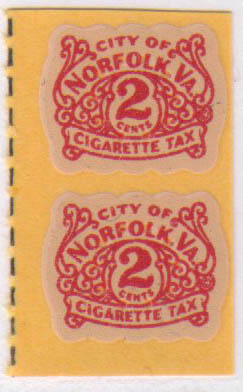 CITY OF
NORFOLK, VA.
2
CENTS
CIGARETTE TAX
CITY OF
NORFOLK, VA.
2
CENTS
CIGARETTE TAX